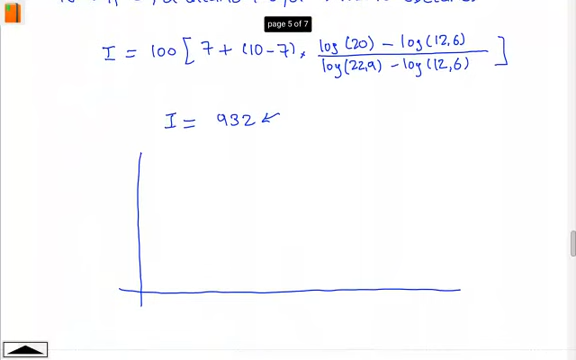 page 5 of 7
I = 100 [ 7 + (10-7) * (log(20) - log(12,6)) / (log(22,9) - log(12,6)) ]
I = 932 ↙